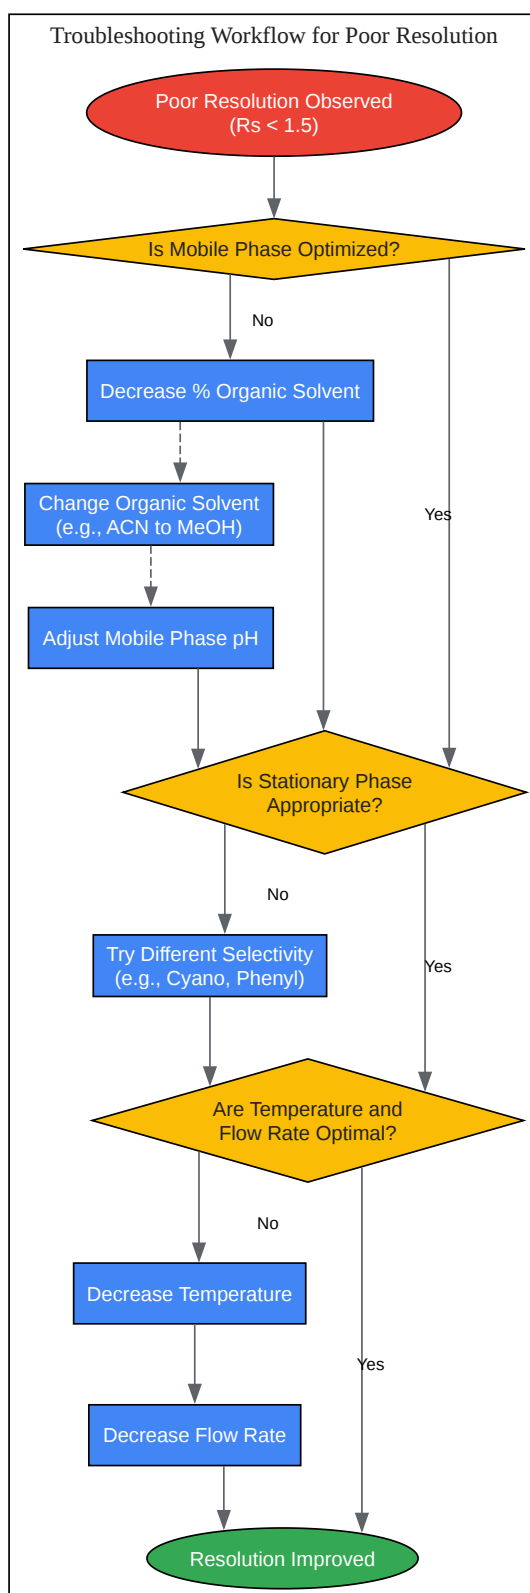 Troubleshooting Workflow for Poor Resolution
Poor Resolution Observed
(Rs < 1.5)
Is Mobile Phase Optimized?
No
Decrease % Organic Solvent
Change Organic Solvent
(e.g., ACN to MeOH)
Yes
Adjust Mobile Phase pH
Is Stationary Phase
Appropriate?
No
Try Different Selectivity
(e.g., Cyano, Phenyl)
Yes
Are Temperature and
Flow Rate Optimal?
No
Decrease Temperature
Yes
Decrease Flow Rate
Resolution Improved